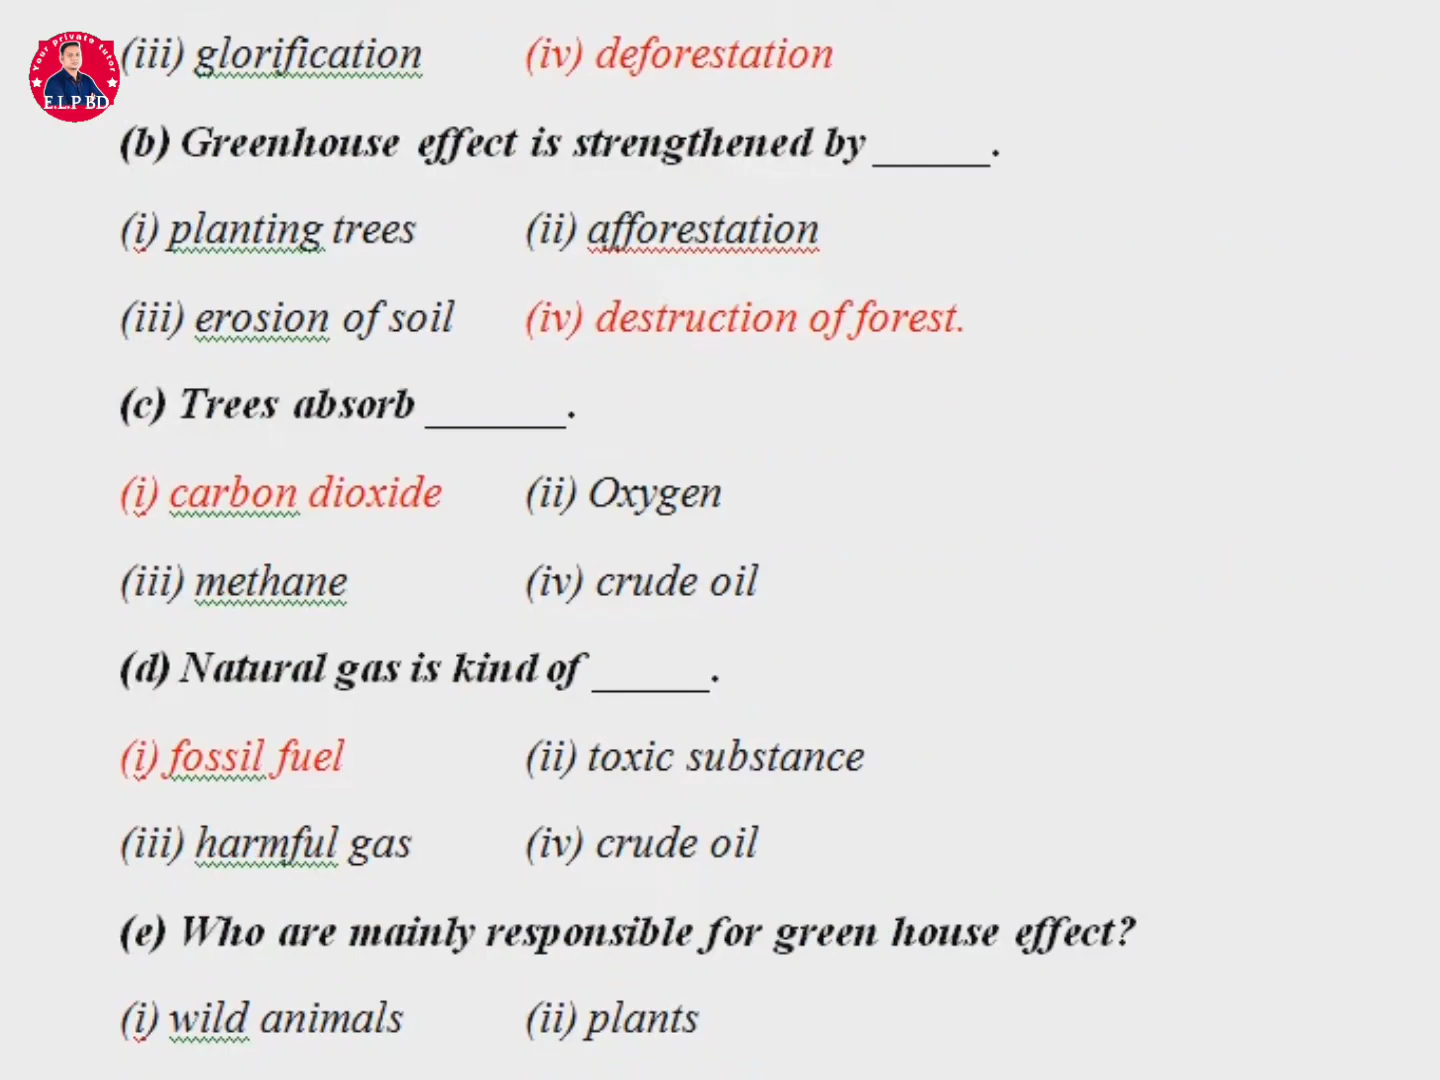 Your private tutor
E.L.P BD
(iii) glorification (iv) deforestation
(b) Greenhouse effect is strengthened by ______.
(i) planting trees (ii) afforestation
(iii) erosion of soil (iv) destruction of forest.
(c) Trees absorb _______.
(i) carbon dioxide (ii) Oxygen
(iii) methane (iv) crude oil
(d) Natural gas is kind of ______.
(i) fossil fuel (ii) toxic substance
(iii) harmful gas (iv) crude oil
(e) Who are mainly responsible for green house effect?
(i) wild animals (ii) plants